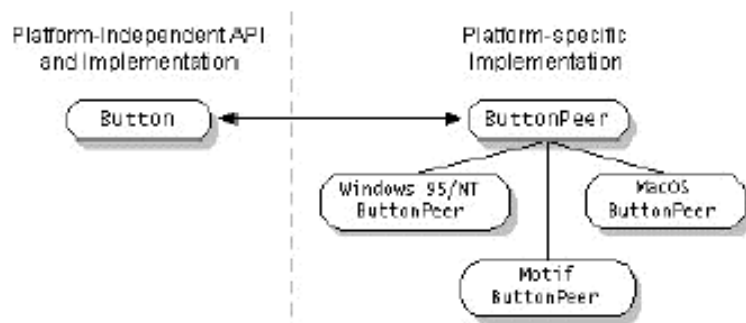 Platform-Independent API
and Implementation
Platform-specific
Implementation
Button
ButtonPeer
Windows 95/NT
ButtonPeer
MacOS
ButtonPeer
Motif
ButtonPeer